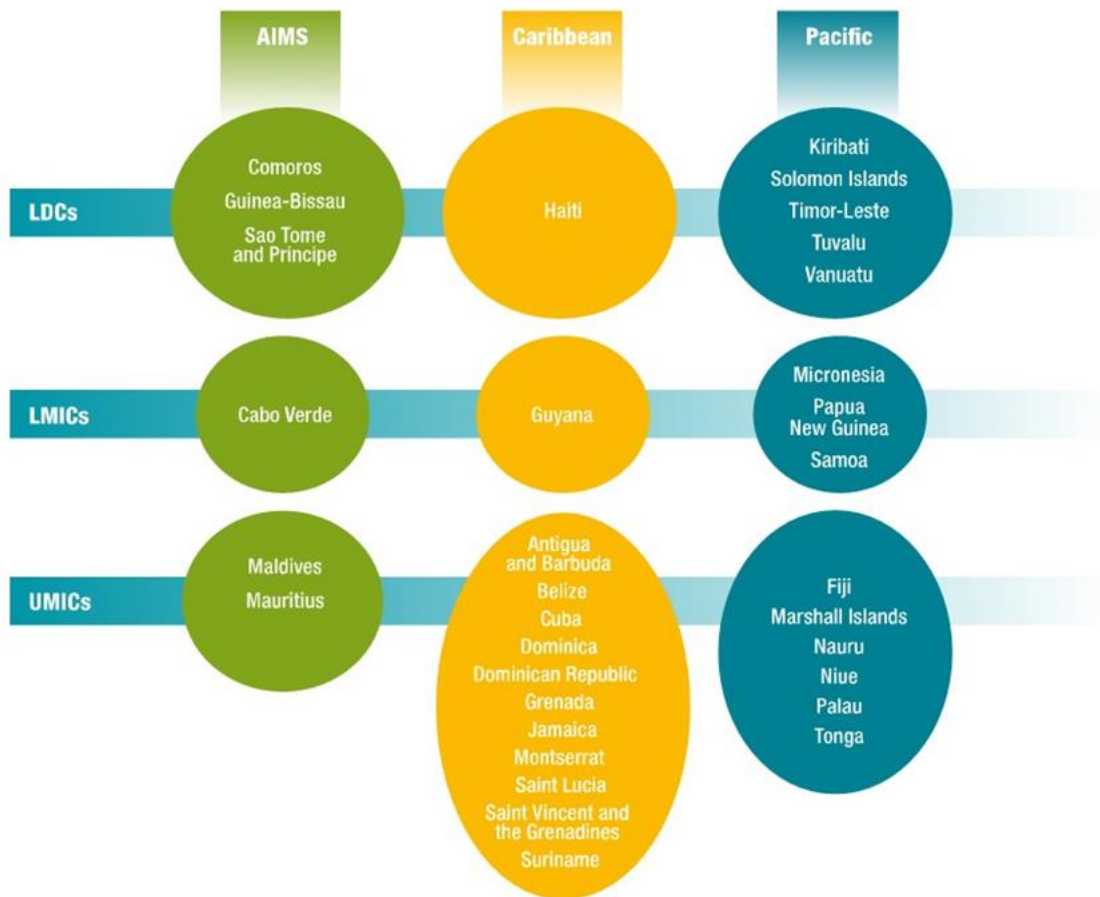 AIMS
Caribbean
Pacific
LDCs
Comoros
Guinea-Bissau
Sao Tome
and Principe
Haiti
Kiribati
Solomon Islands
Timor-Leste
Tuvalu
Vanuatu
LMICs
Cabo Verde
Guyana
Micronesia
Papua
New Guinea
Samoa
UMICs
Maldives
Mauritius
Antigua
and Barbuda
Belize
Cuba
Dominica
Dominican Republic
Grenada
Jamaica
Montserrat
Saint Lucia
Saint Vincent and
the Grenadines
Suriname
Fiji
Marshall Islands
Nauru
Niue
Palau
Tonga